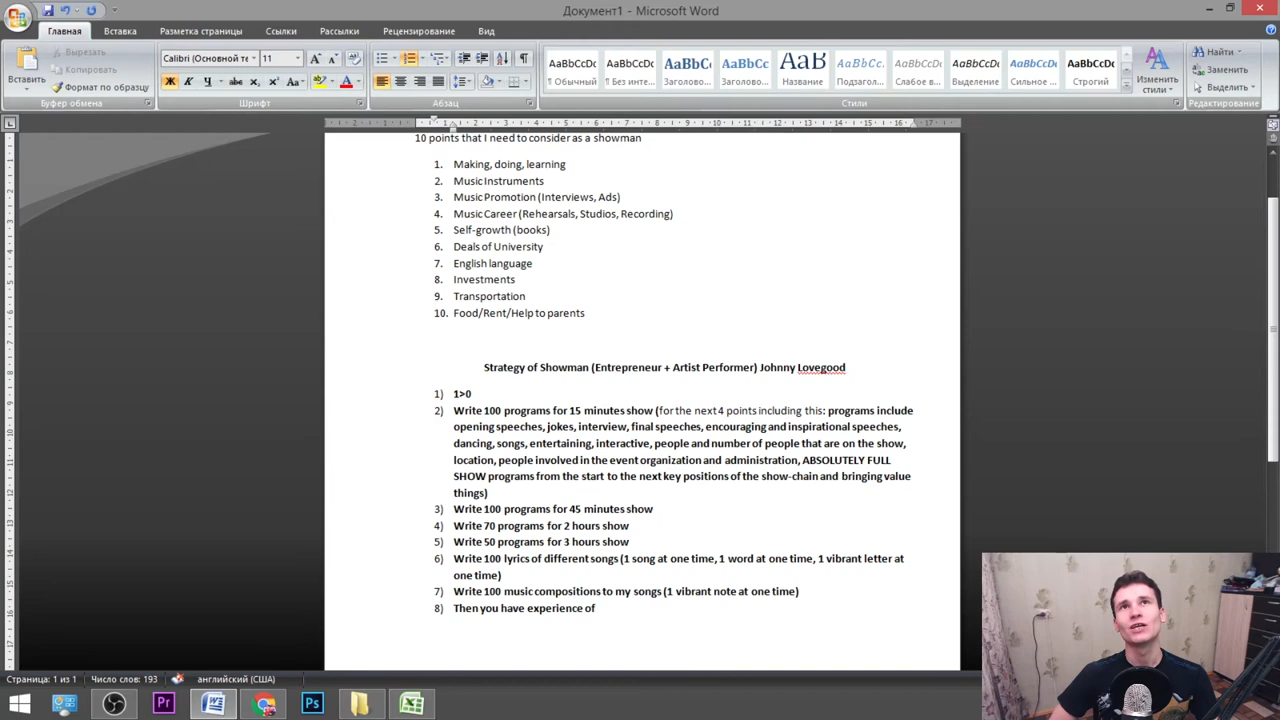 Документ1 - Microsoft Word
Главная Вставка Разметка страницы Ссылки Рассылки Рецензирование Вид
Вставить
Вырезать
Копировать
Формат по образцу
Буфер обмена
Calibri (Основной те 11
Шрифт
Абзац
AaBbCcDc AaBbCcDc AaBbC AaBbCc AaB AaBbCc. AaBbCcDc AaBbCcDc AaBbCcDc AaBbCcDc
¶ Обычный ¶ Без инте... Заголово... Заголово... Название Подзагол... Слабое в... Выделение Сильное ... Строгий
Стили
Изменить
стили
Найти
Заменить
Выделить
Редактирование
10 points that I need to consider as a showman
1. Making, doing, learning
2. Music Instruments
3. Music Promotion (Interviews, Ads)
4. Music Career (Rehearsals, Studios, Recording)
5. Self-growth (books)
6. Deals of University
7. English language
8. Investments
9. Transportation
10. Food/Rent/Help to parents
Strategy of Showman (Entrepreneur + Artist Performer) Johnny Lovegood
1) 1>0
2) Write 100 programs for 15 minutes show (for the next 4 points including this: programs include
opening speeches, jokes, interview, final speeches, encouraging and inspirational speeches,
dancing, songs, entertaining, interactive, people and number of people that are on the show,
location, people involved in the event organization and administration, ABSOLUTELY FULL
SHOW programs from the start to the next key positions of the show-chain and bringing value
things)
3) Write 100 programs for 45 minutes show
4) Write 70 programs for 2 hours show
5) Write 50 programs for 3 hours show
6) Write 100 lyrics of different songs (1 song at one time, 1 word at one time, 1 vibrant letter at
one time)
7) Write 100 music compositions to my songs (1 vibrant note at one time)
8) Then you have experience of
Страница: 1 из 1 Число слов: 193 английский (США)